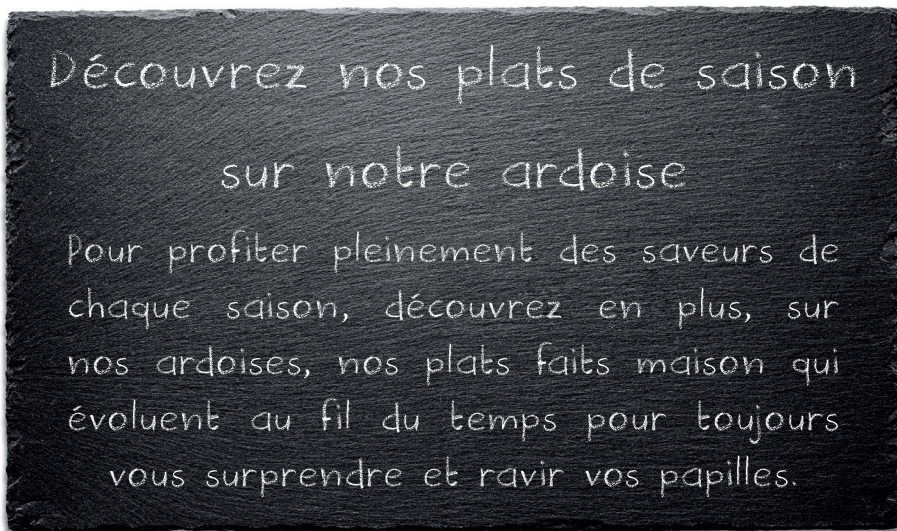 Découvrez nos plats de saison
sur notre ardoise
Pour profiter pleinement des saveurs de
chaque saison, découvrez en plus, sur
nos ardoises, nos plats faits maison qui
évoluent au fil du temps pour toujours
vous surprendre et ravir vos papilles.